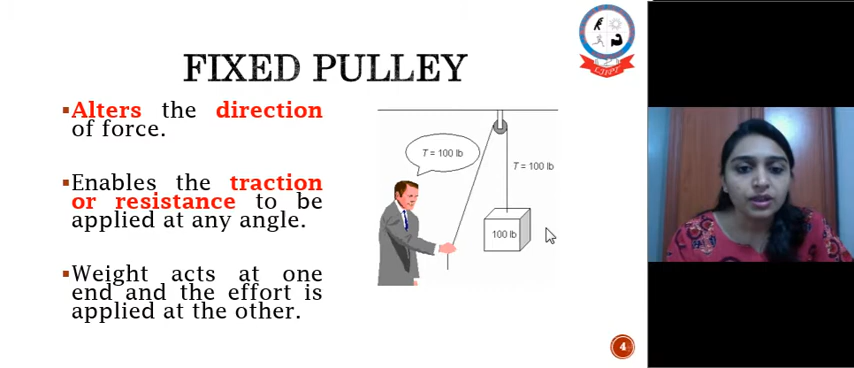 FIXED PULLEY
▪Alters the direction
of force.
▪Enables the traction
or resistance to be
applied at any angle.
▪Weight acts at one
end and the effort is
applied at the other.
T = 100 lb
T = 100 lb
100 lb
4